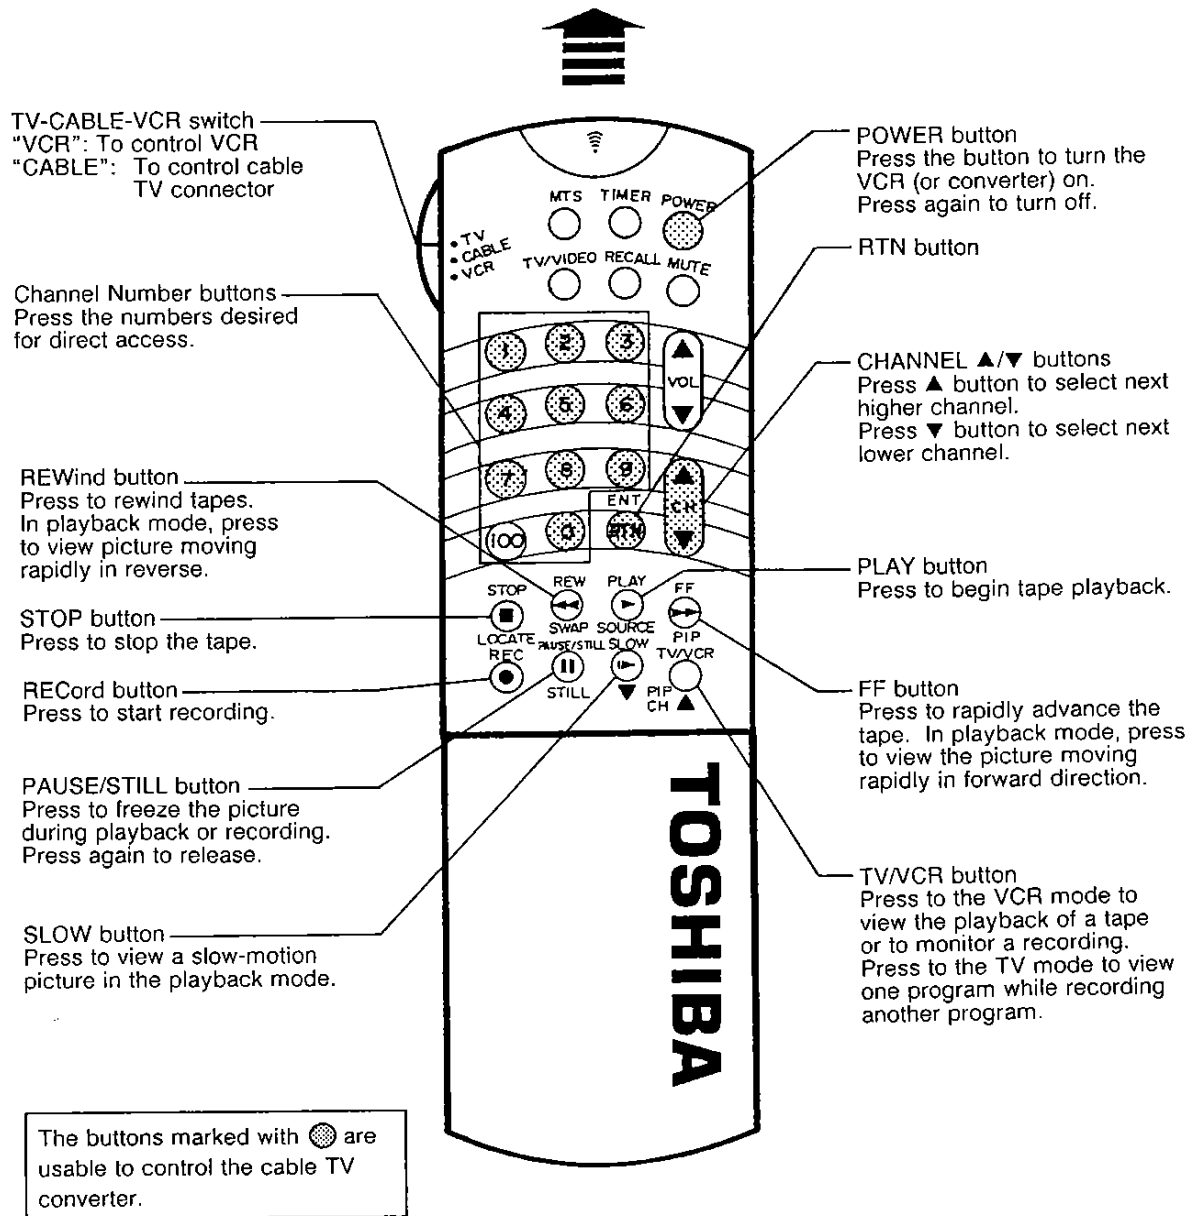 TV-CABLE-VCR switch
"VCR": To control VCR
"CABLE": To control cable
TV connector
Channel Number buttons
Press the numbers desired
for direct access.
REWind button
Press to rewind tapes.
In playback mode, press
to view picture moving
rapidly in reverse.
STOP button
Press to stop the tape.
RECord button
Press to start recording.
PAUSE/STILL button
Press to freeze the picture
during playback or recording.
Press again to release.
SLOW button
Press to view a slow-motion
picture in the playback mode.
MTS TIMER POWER
• TV
• CABLE
• VCR
TV/VIDEO RECALL MUTE
1 2 3
▲
VOL
▼
4 5 6
7 8 9
▲
CH
▼
ENT
100 0 RTN
STOP REW PLAY FF
LOCATE SWAP SOURCE PIP
REC PAUSE/STILL SLOW TV/VCR
STILL ▼ PIP CH ▲
TOSHIBA
POWER button
Press the button to turn the
VCR (or converter) on.
Press again to turn off.
RTN button
CHANNEL ▲/▼ buttons
Press ▲ button to select next
higher channel.
Press ▼ button to select next
lower channel.
PLAY button
Press to begin tape playback.
FF button
Press to rapidly advance the
tape. In playback mode, press
to view the picture moving
rapidly in forward direction.
TV/VCR button
Press to the VCR mode to
view the playback of a tape
or to monitor a recording.
Press to the TV mode to view
one program while recording
another program.
The buttons marked with are
usable to control the cable TV
converter.